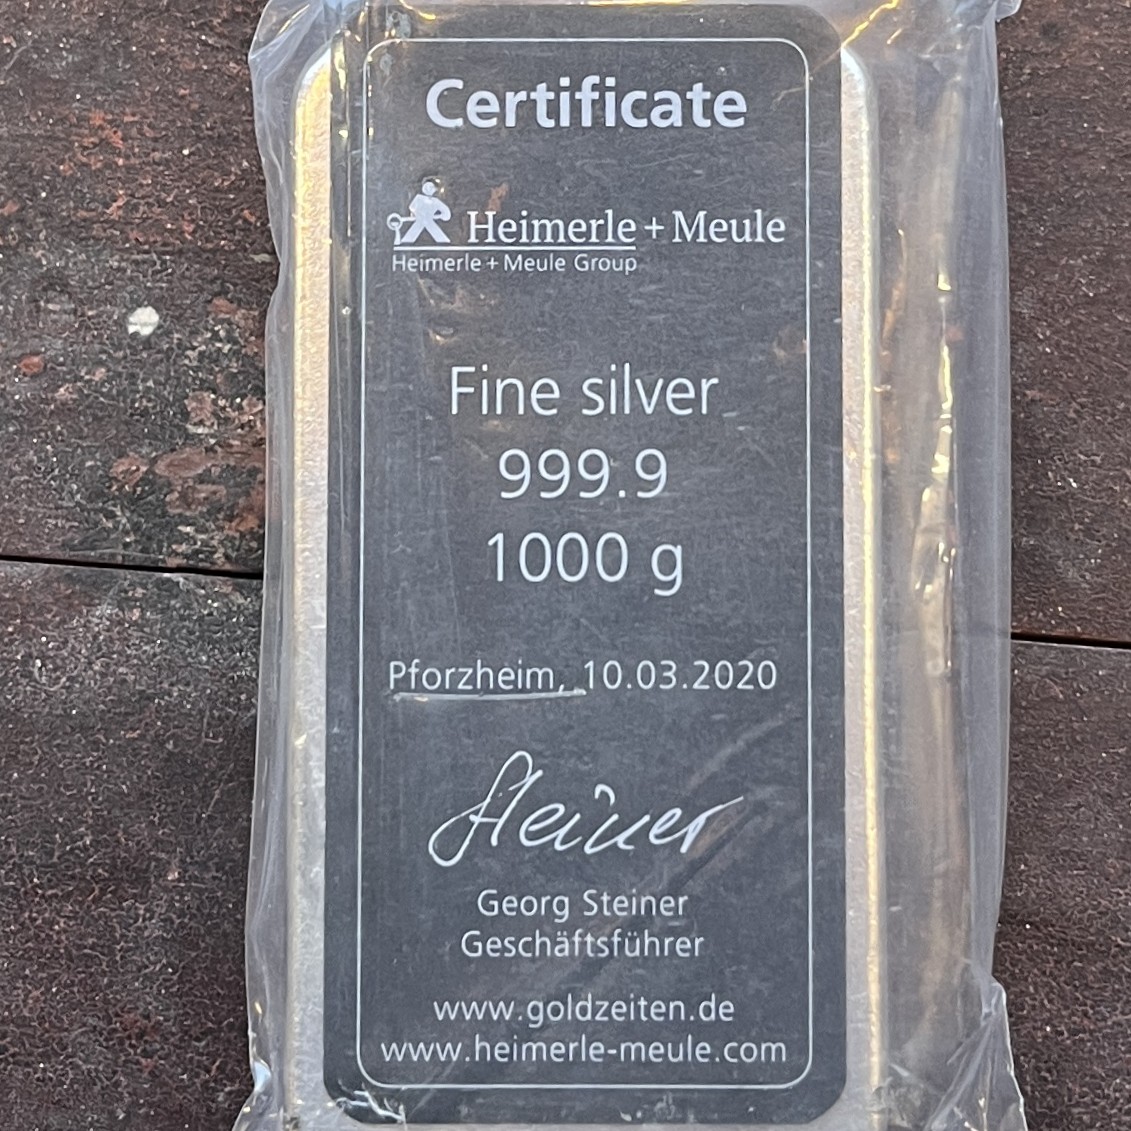 Certificate
Heimerle + Meule
Heimerle + Meule Group
Fine silver
999.9
1000 g
Pforzheim, 10.03.2020
Steiner
Georg Steiner
Geschäftsführer
www.goldzeiten.de
www.heimerle-meule.com